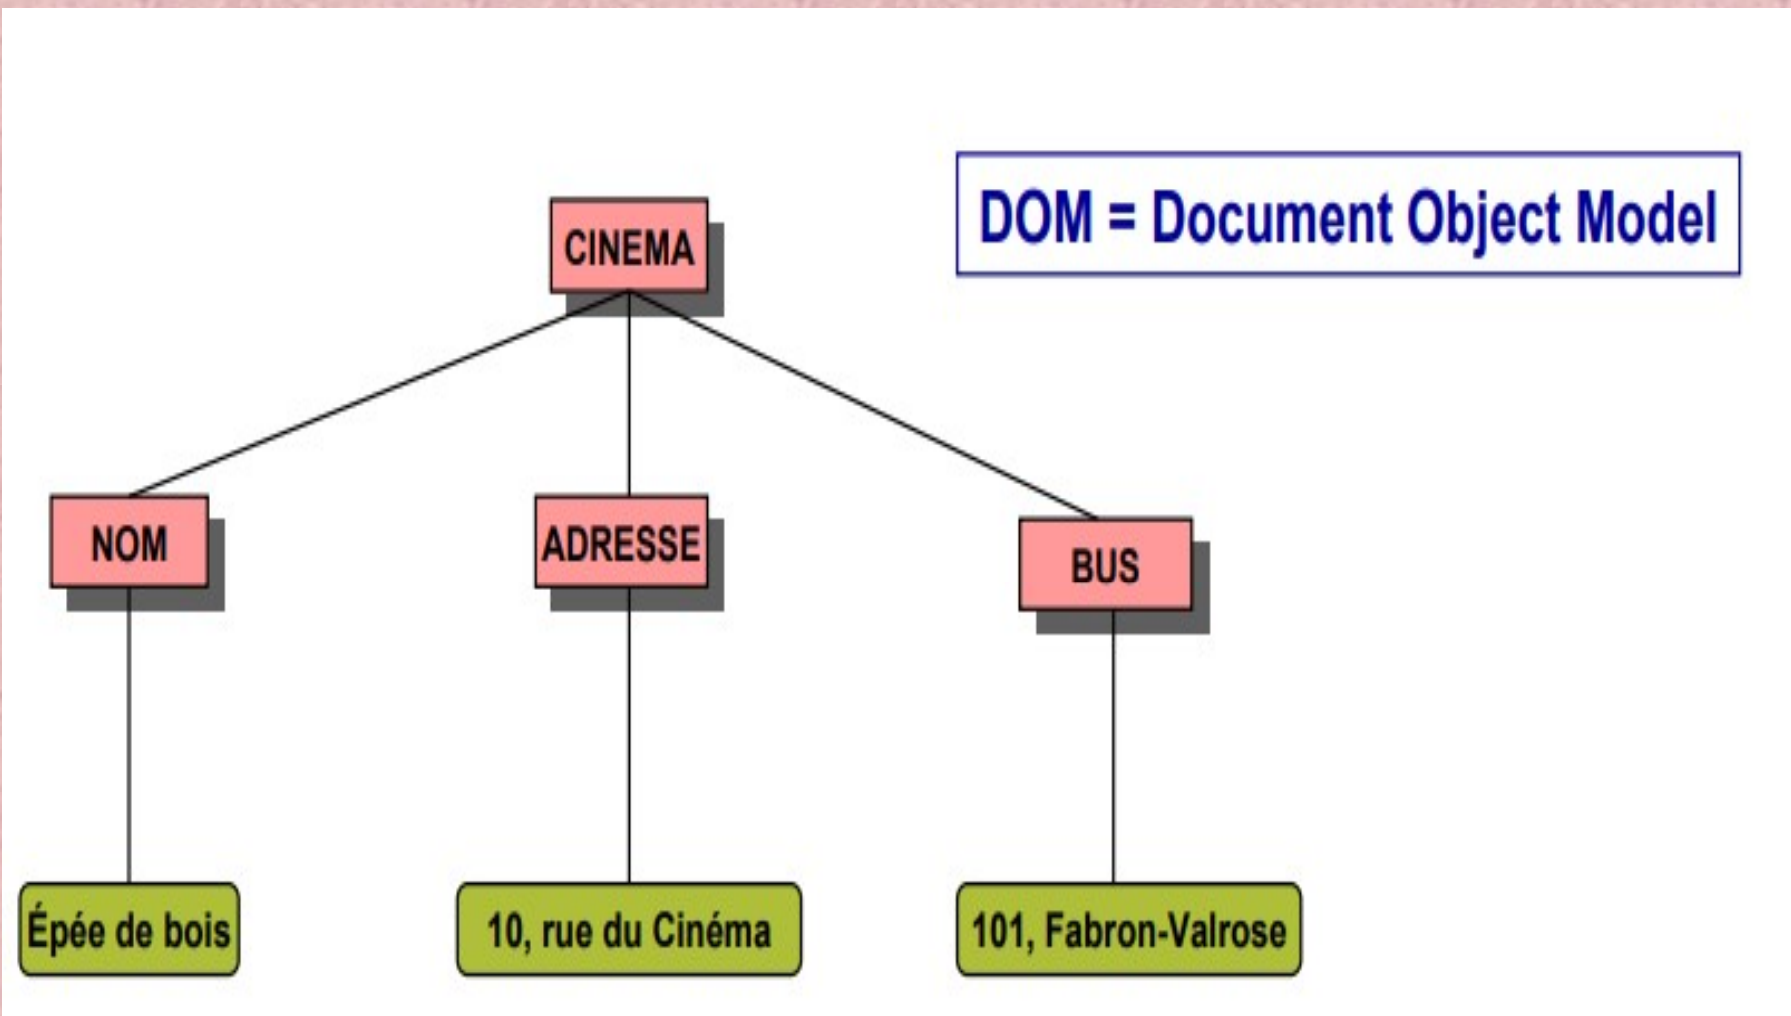 DOM = Document Object Model
CINEMA
NOM
ADRESSE
BUS
Épée de bois
10, rue du Cinéma
101, Fabron-Valrose